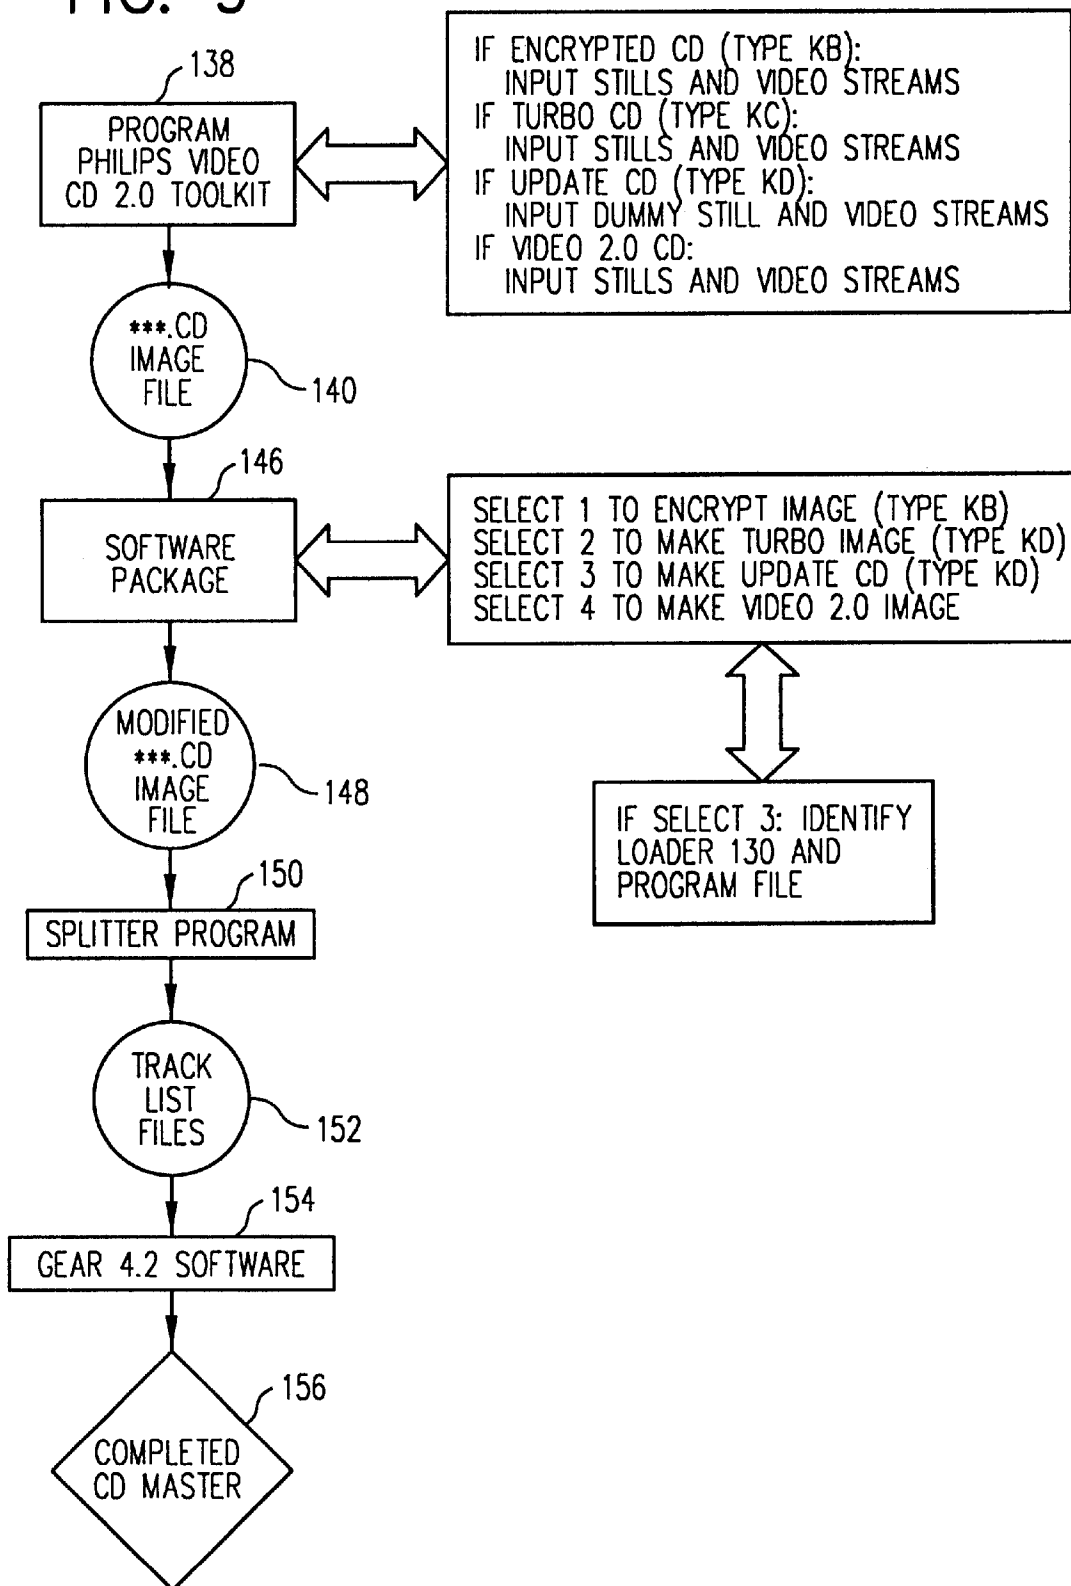 FIG. 5
138
PROGRAM
PHILIPS VIDEO
CD 2.0 TOOLKIT
IF ENCRYPTED CD (TYPE KB):
INPUT STILLS AND VIDEO STREAMS
IF TURBO CD (TYPE KC):
INPUT STILLS AND VIDEO STREAMS
IF UPDATE CD (TYPE KD):
INPUT DUMMY STILL AND VIDEO STREAMS
IF VIDEO 2.0 CD:
INPUT STILLS AND VIDEO STREAMS
***.CD
IMAGE
FILE
140
146
SOFTWARE
PACKAGE
SELECT 1 TO ENCRYPT IMAGE (TYPE KB)
SELECT 2 TO MAKE TURBO IMAGE (TYPE KD)
SELECT 3 TO MAKE UPDATE CD (TYPE KD)
SELECT 4 TO MAKE VIDEO 2.0 IMAGE
MODIFIED
***.CD
IMAGE
FILE
148
IF SELECT 3: IDENTIFY
LOADER 130 AND
PROGRAM FILE
150
SPLITTER PROGRAM
TRACK
LIST
FILES
152
154
GEAR 4.2 SOFTWARE
156
COMPLETED
CD MASTER